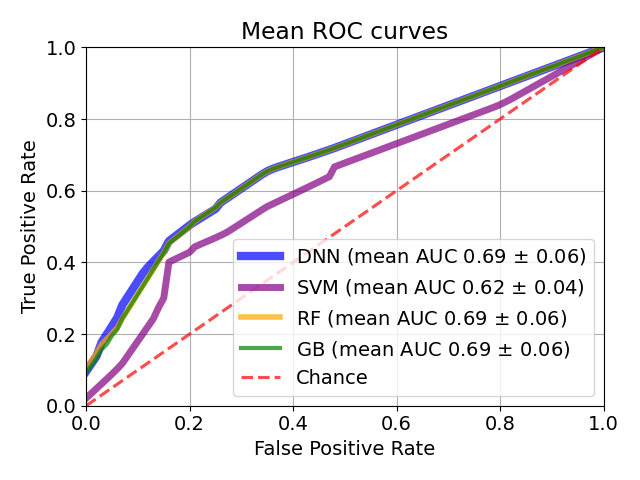 Mean ROC curves
1.0
0.8
0.6
0.4
0.2
0.0
True Positive Rate
DNN (mean AUC 0.69 ± 0.06)
SVM (mean AUC 0.62 ± 0.04)
RF (mean AUC 0.69 ± 0.06)
GB (mean AUC 0.69 ± 0.06)
Chance
0.0 0.2 0.4 0.6 0.8 1.0
False Positive Rate